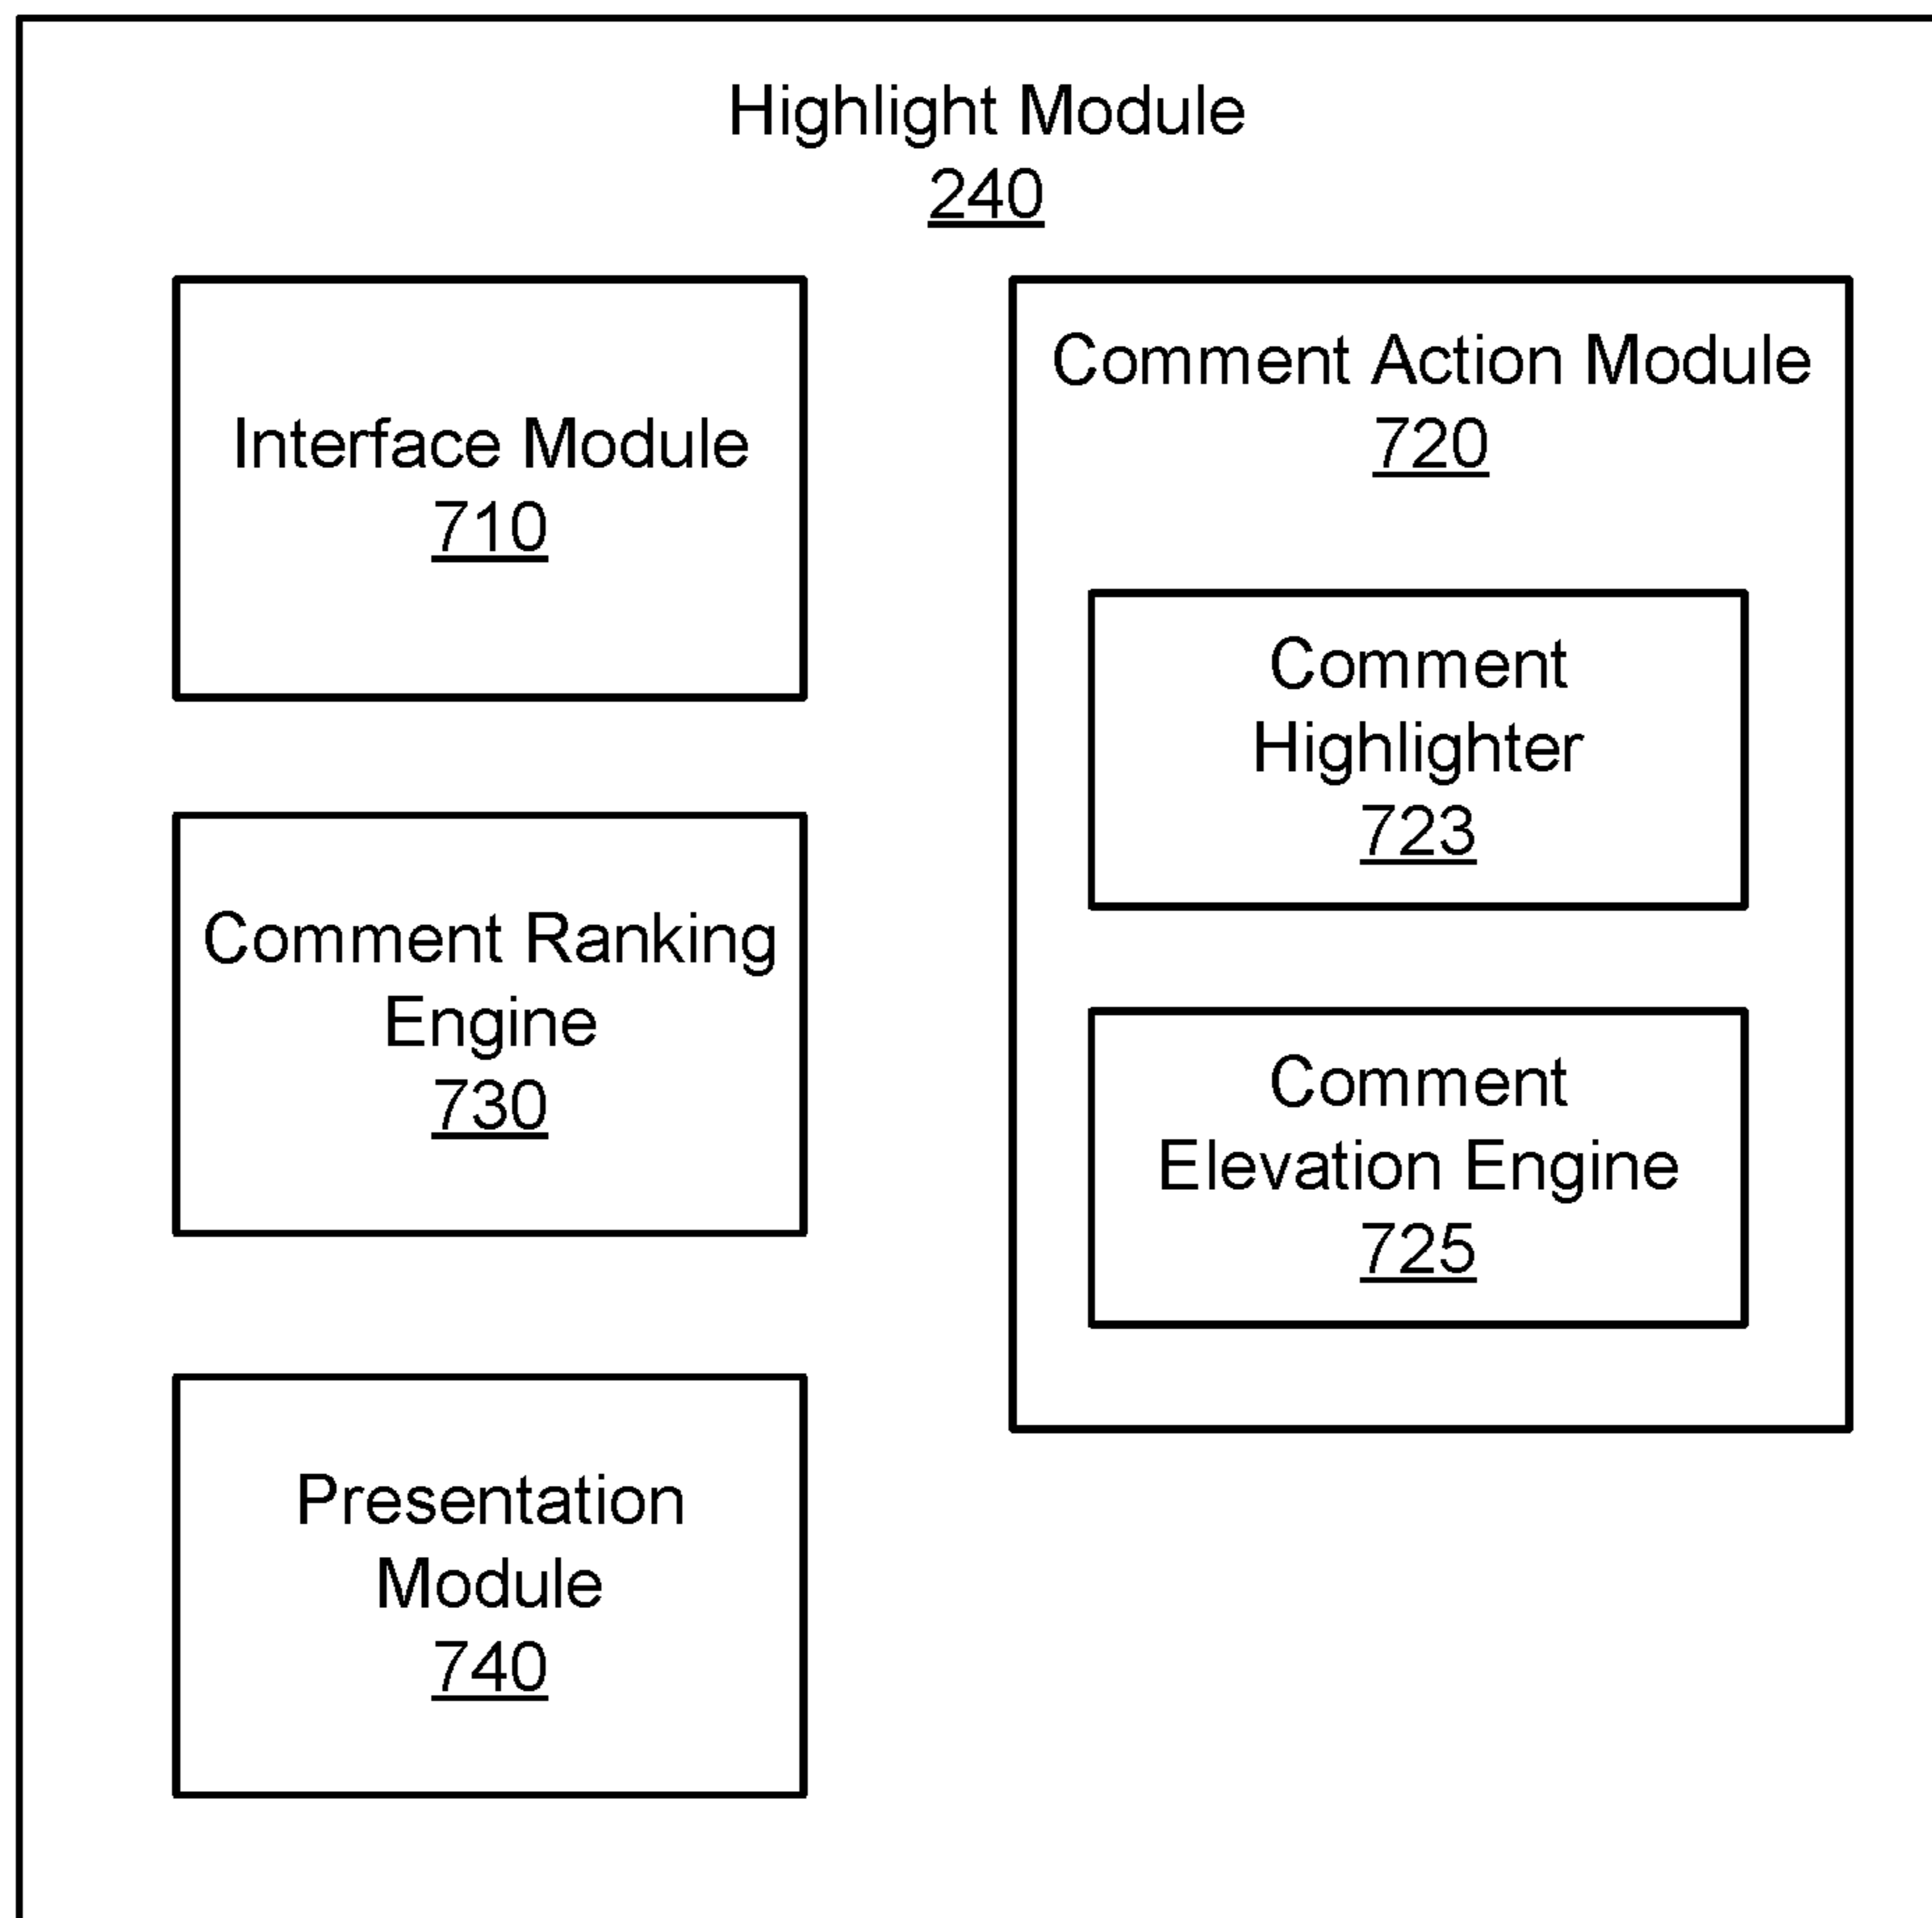 Highlight Module
240
Interface Module
710
Comment Action Module
720
Comment
Highlighter
723
Comment Ranking
Engine
730
Comment
Elevation Engine
725
Presentation
Module
740